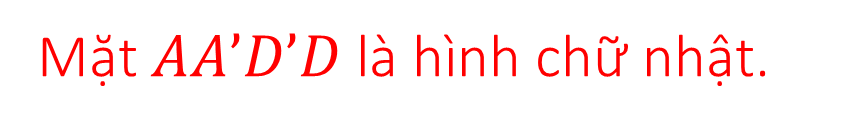 Mặt AA’D’D là hình chữ nhật.